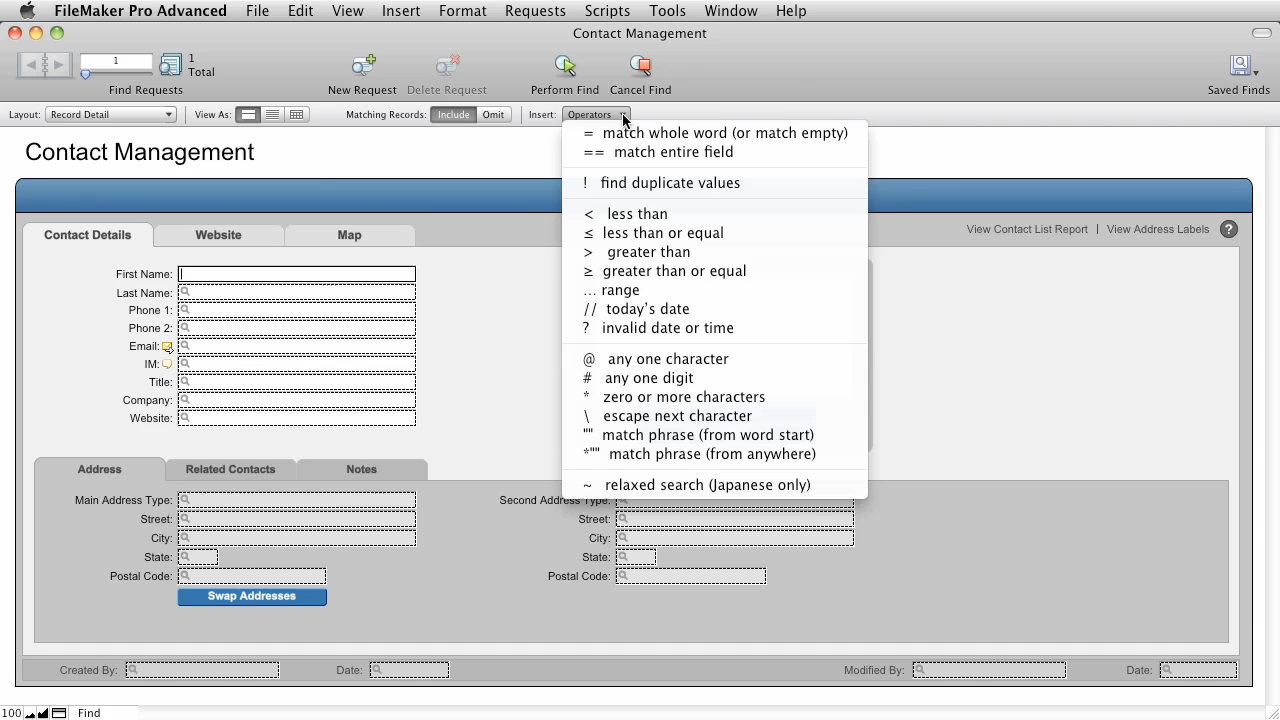 FileMaker Pro Advanced File Edit View Insert Format Requests Scripts Tools Window Help
Contact Management
1
1
Total
Find Requests
New Request
Delete Request
Perform Find
Cancel Find
Saved Finds
Layout: Record Detail View As: Matching Records: Include Omit Insert: Operators
Contact Management
= match whole word (or match empty)
== match entire field
! find duplicate values
< less than
≤ less than or equal
> greater than
≥ greater than or equal
... range
// today's date
? invalid date or time
@ any one character
# any one digit
* zero or more characters
\ escape next character
"" match phrase (from word start)
*"" match phrase (from anywhere)
~ relaxed search (Japanese only)
Contact Details Website Map
View Contact List Report | View Address Labels ?
First Name:
Last Name:
Phone 1:
Phone 2:
Email:
IM:
Title:
Company:
Website:
Address Related Contacts Notes
Main Address Type: Second Address Type:
Street: Street:
City: City:
State: State:
Postal Code: Postal Code:
Swap Addresses
Created By: Date: Modified By: Date:
100 Find